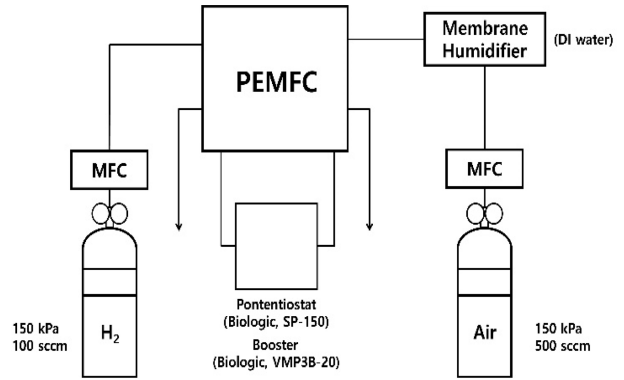 PEMFC
Membrane
Humidifier
(DI water)
MFC
MFC
Pontentiostat
(Biologic, SP-150)
Booster
(Biologic, VMP3B-20)
150 kPa
100 sccm
H₂
Air
150 kPa
500 sccm